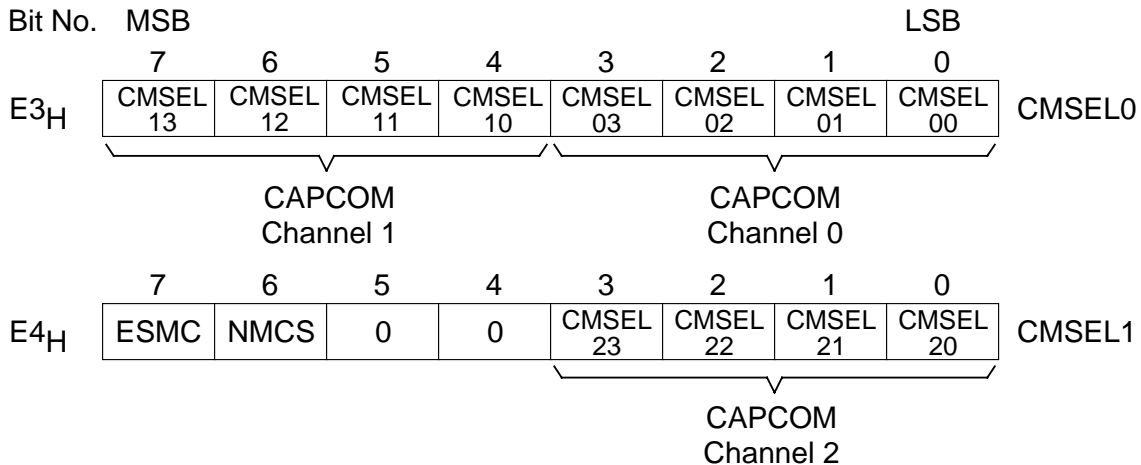 Bit No. MSB LSB
7 6 5 4 3 2 1 0
E3H CMSEL 13 CMSEL 12 CMSEL 11 CMSEL 10 CMSEL 03 CMSEL 02 CMSEL 01 CMSEL 00 CMSEL0
CAPCOM Channel 1
CAPCOM Channel 0
7 6 5 4 3 2 1 0
E4H ESMC NMCS 0 0 CMSEL 23 CMSEL 22 CMSEL 21 CMSEL 20 CMSEL1
CAPCOM
Channel 2